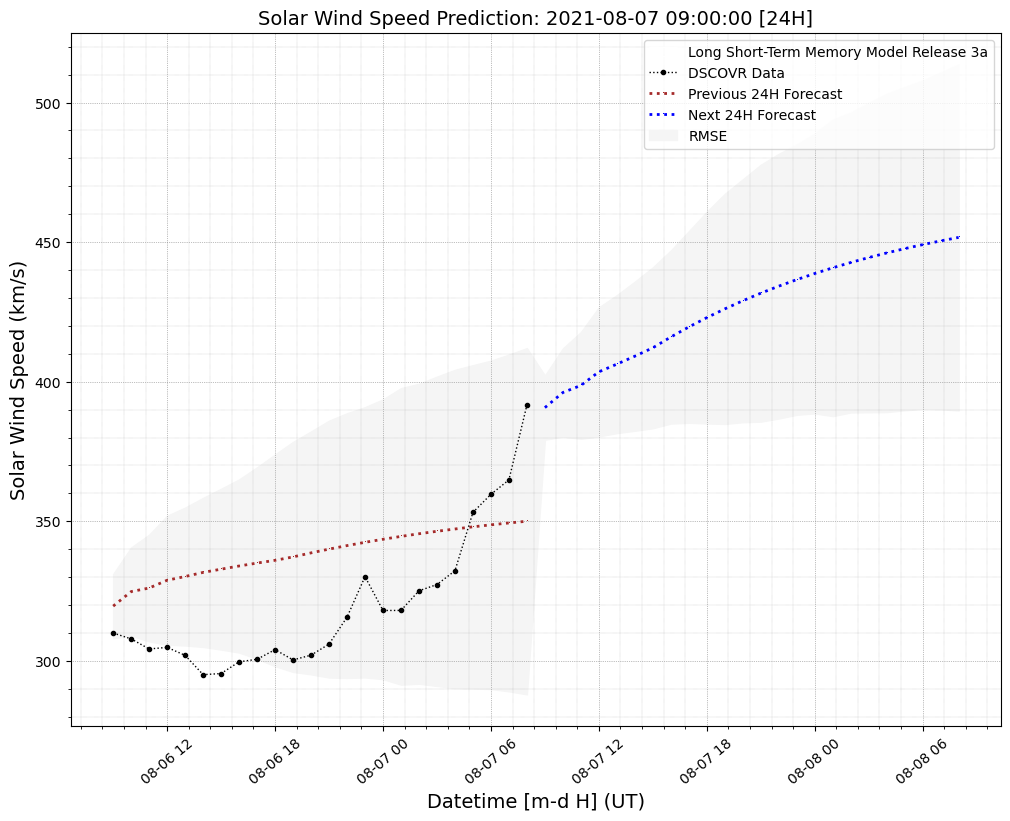 Solar Wind Speed Prediction: 2021-08-07 09:00:00 [24H]
Long Short-Term Memory Model Release 3a
DSCOVR Data
Previous 24H Forecast
Next 24H Forecast
RMSE
Solar Wind Speed (km/s)
500
450
400
350
300
08-06 12
08-06 18
08-07 00
08-07 06
08-07 12
08-07 18
08-08 00
08-08 06
Datetime [m-d H] (UT)